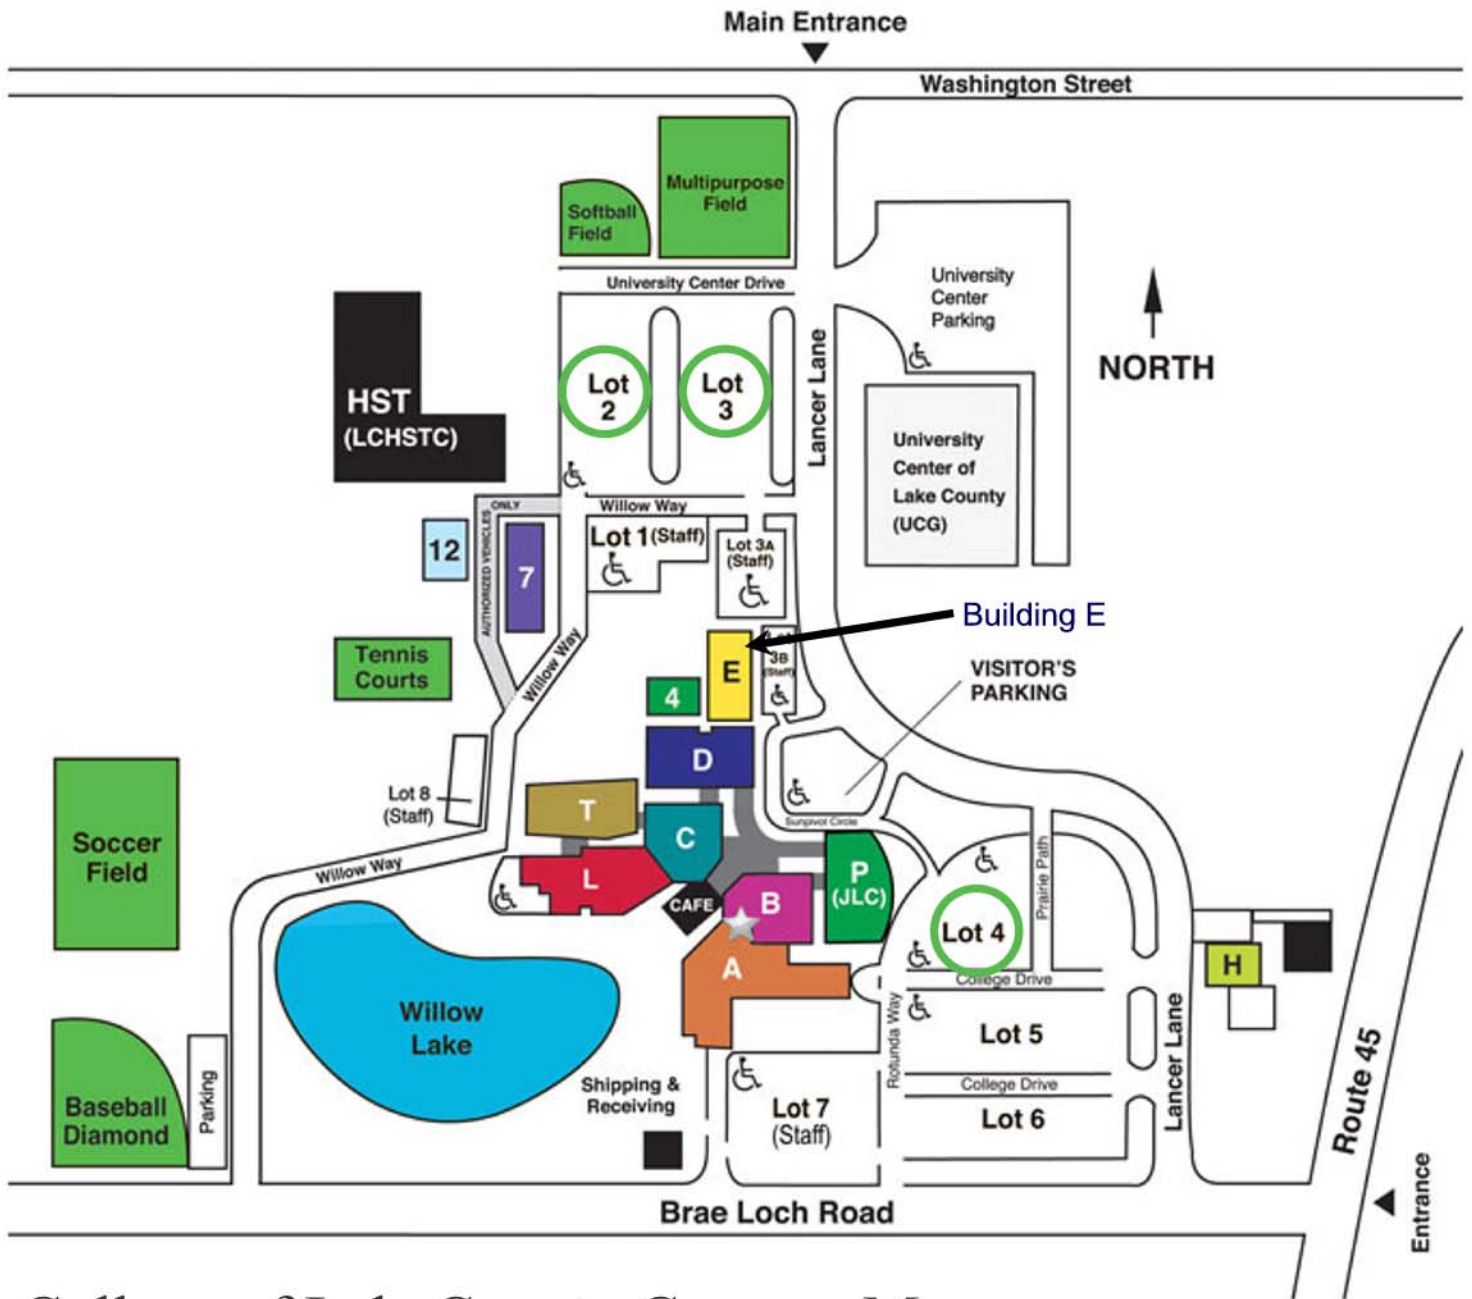 Main Entrance
Washington Street
Multipurpose
Field
Softball
Field
University Center Drive
University
Center
Parking
NORTH
Lot
2
Lot
3
Lancer Lane
HST
(LCHSTC)
University
Center of
Lake County
(UCG)
ONLY
Willow Way
AUTHORIZED VEHICLES
12
7
Lot 1 (Staff)
Lot 3A
(Staff)
Building E
3B
(Staff)
E
VISITOR'S
PARKING
Tennis
Courts
Willow Way
4
D
Lot 8
(Staff)
T
C
Sunpivot Circle
Soccer
Field
Willow Way
L
CAFE
B
P
(JLC)
Prairie Path
Lot 4
A
H
College Drive
Willow
Lake
Rotunda Way
Lot 5
Lancer Lane
College Drive
Shipping &
Receiving
Lot 7
(Staff)
Lot 6
Baseball
Diamond
Parking
Route 45
Entrance
Brae Loch Road